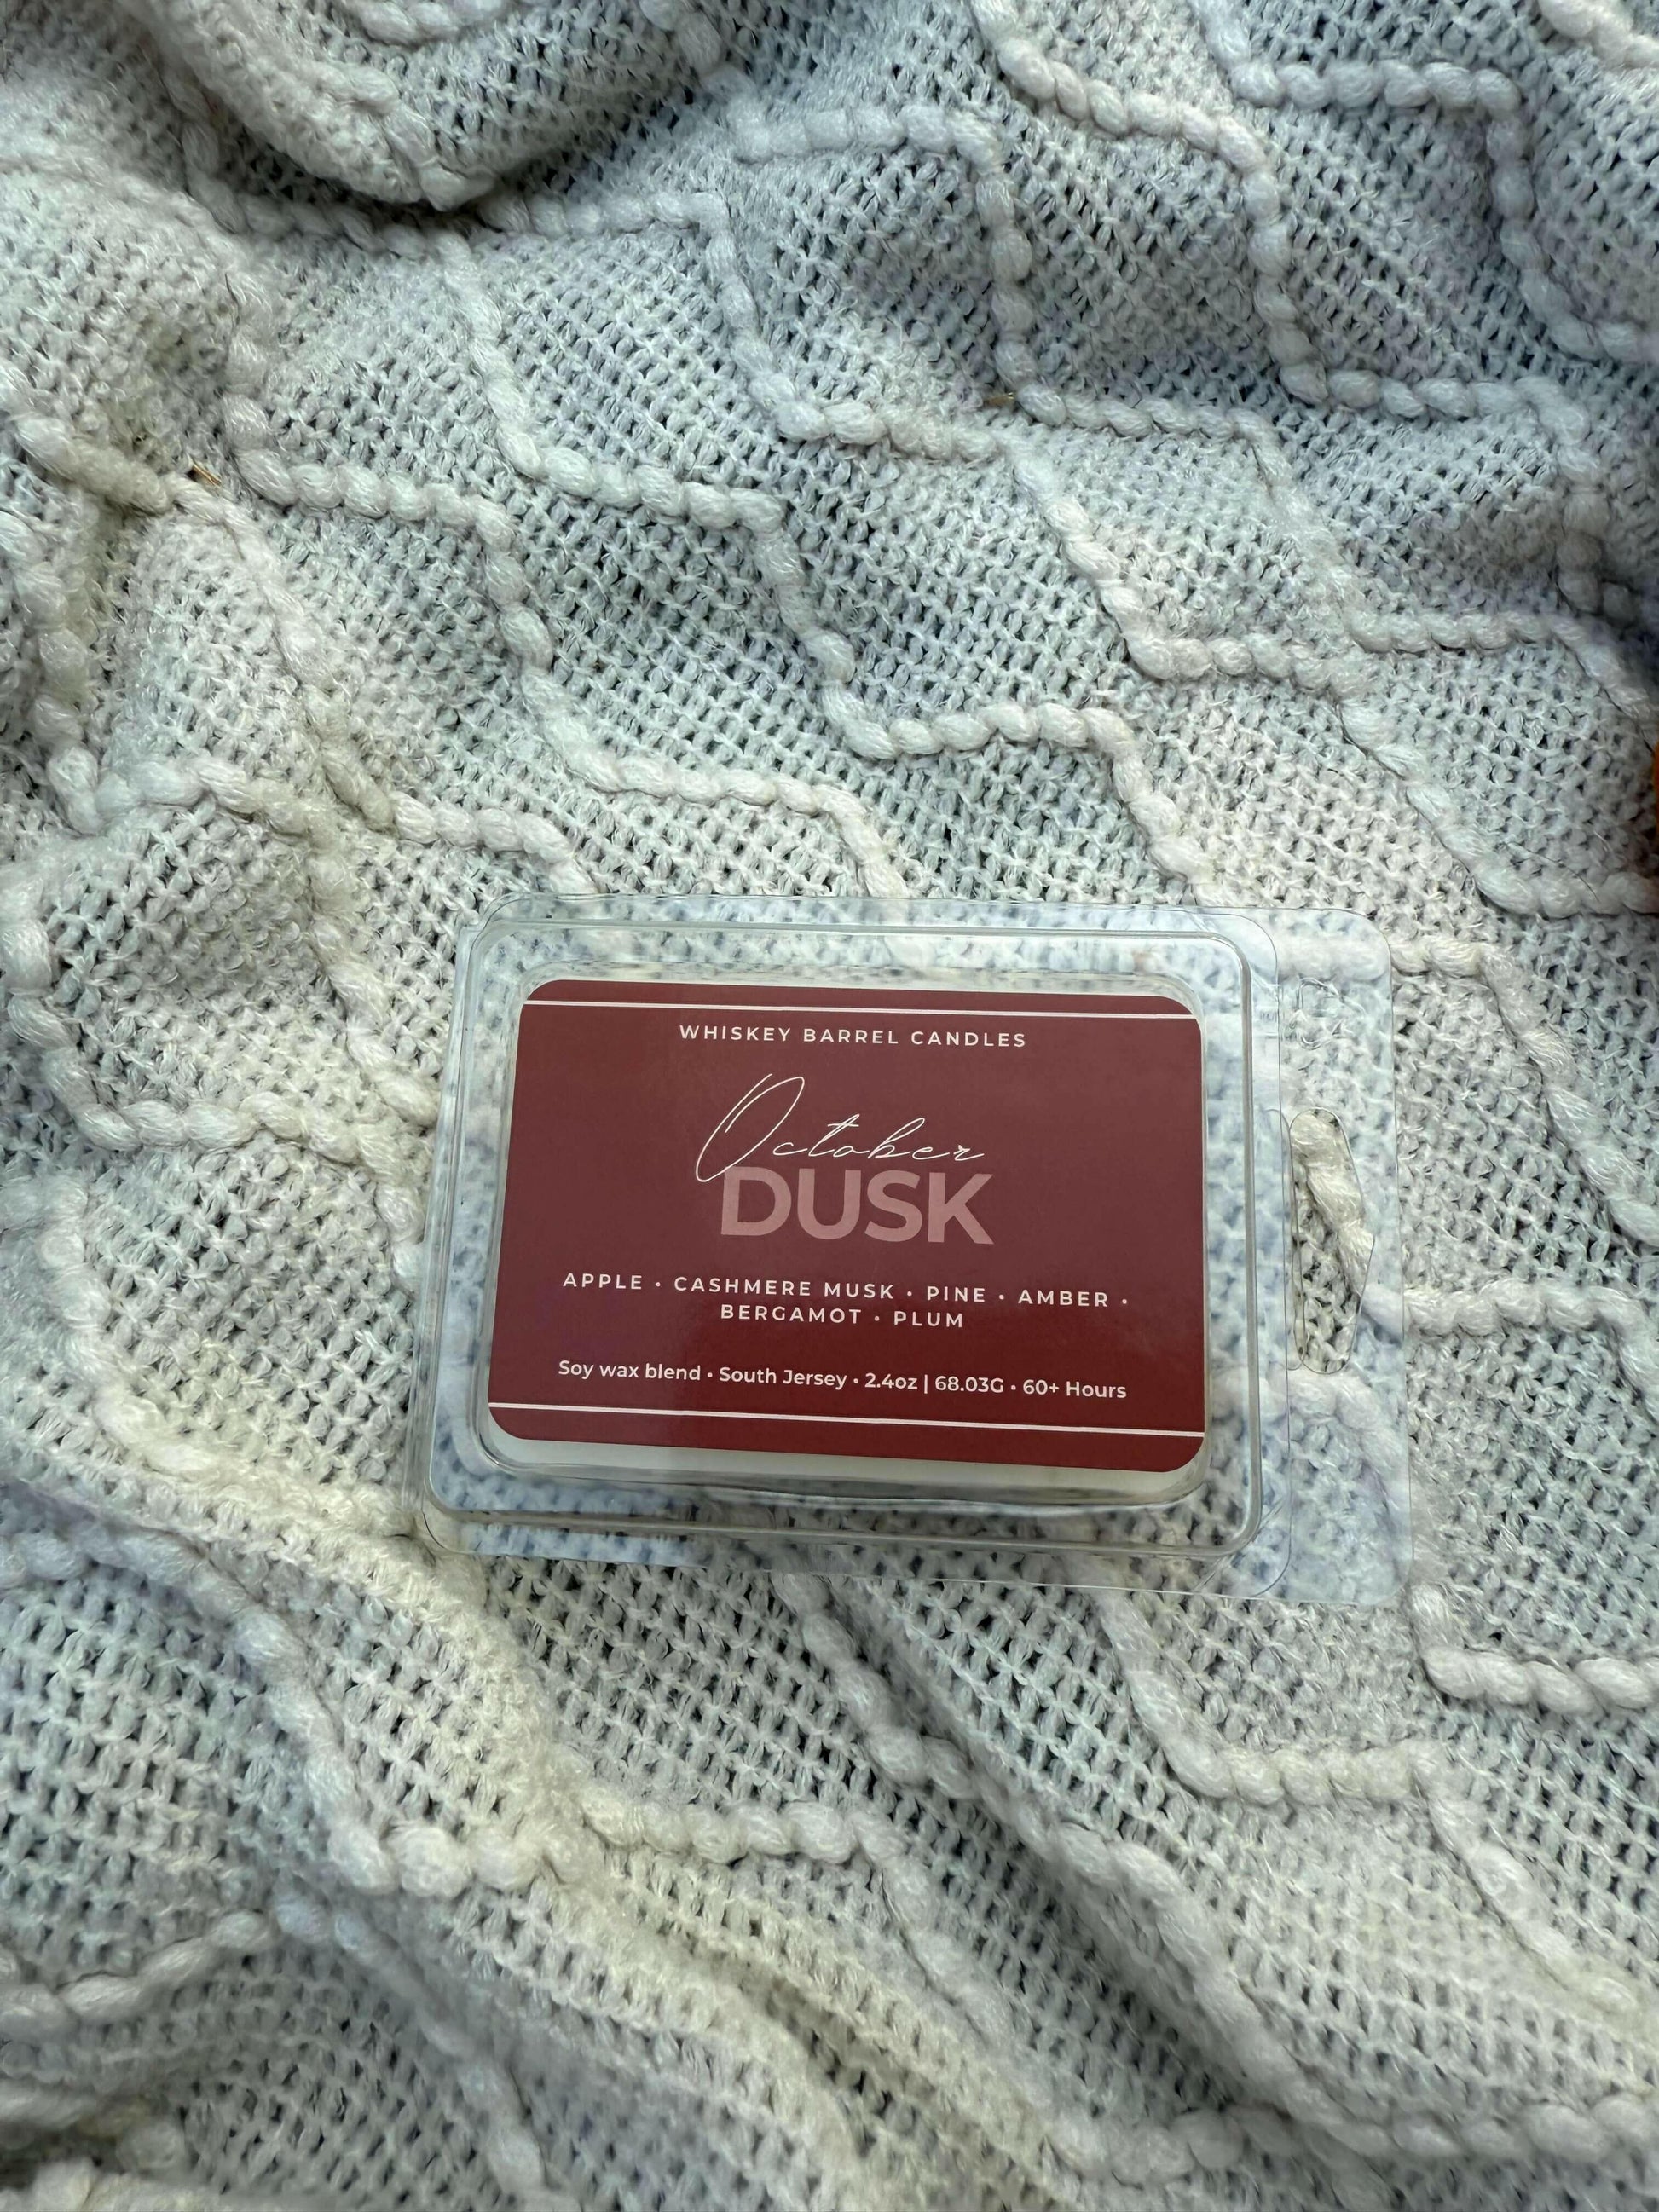 WHISKEY BARREL CANDLES
October
DUSK
APPLE • CASHMERE MUSK • PINE • AMBER •
BERGAMOT • PLUM
Soy wax blend • South Jersey • 2.4oz | 68.03G • 60+ Hours